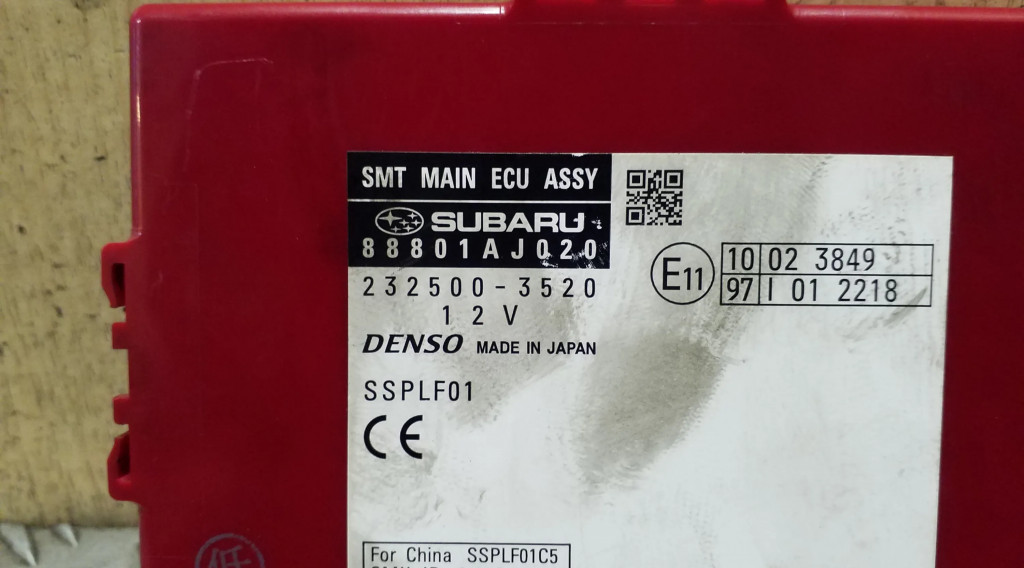 SMT MAIN ECU ASSY
SUBARU
88801AJ020
232500-3520
12V
DENSO MADE IN JAPAN
SSPLF01
CE
E11
10 02 3849
97 I 01 2218
For China SSPLF01C5
低